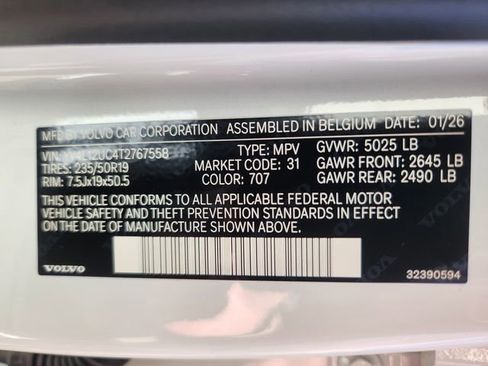 MFD BY VOLVO CAR CORPORATION ASSEMBLED IN BELGIUM DATE: 01/26
VIN: TYPE: MPV GVWR: 5025 LB
TIRES: 235/50R19 MARKET CODE: 31 GAWR FRONT: 2645 LB
RIM: 7.5Jx19x50.5 COLOR: 707 GAWR REAR: 2490 LB
THIS VEHICLE CONFORMS TO ALL APPLICABLE FEDERAL MOTOR
VEHICLE SAFETY AND THEFT PREVENTION STANDARDS IN EFFECT
ON THE DATE OF MANUFACTURE SHOWN ABOVE.
VOLVO 32390594